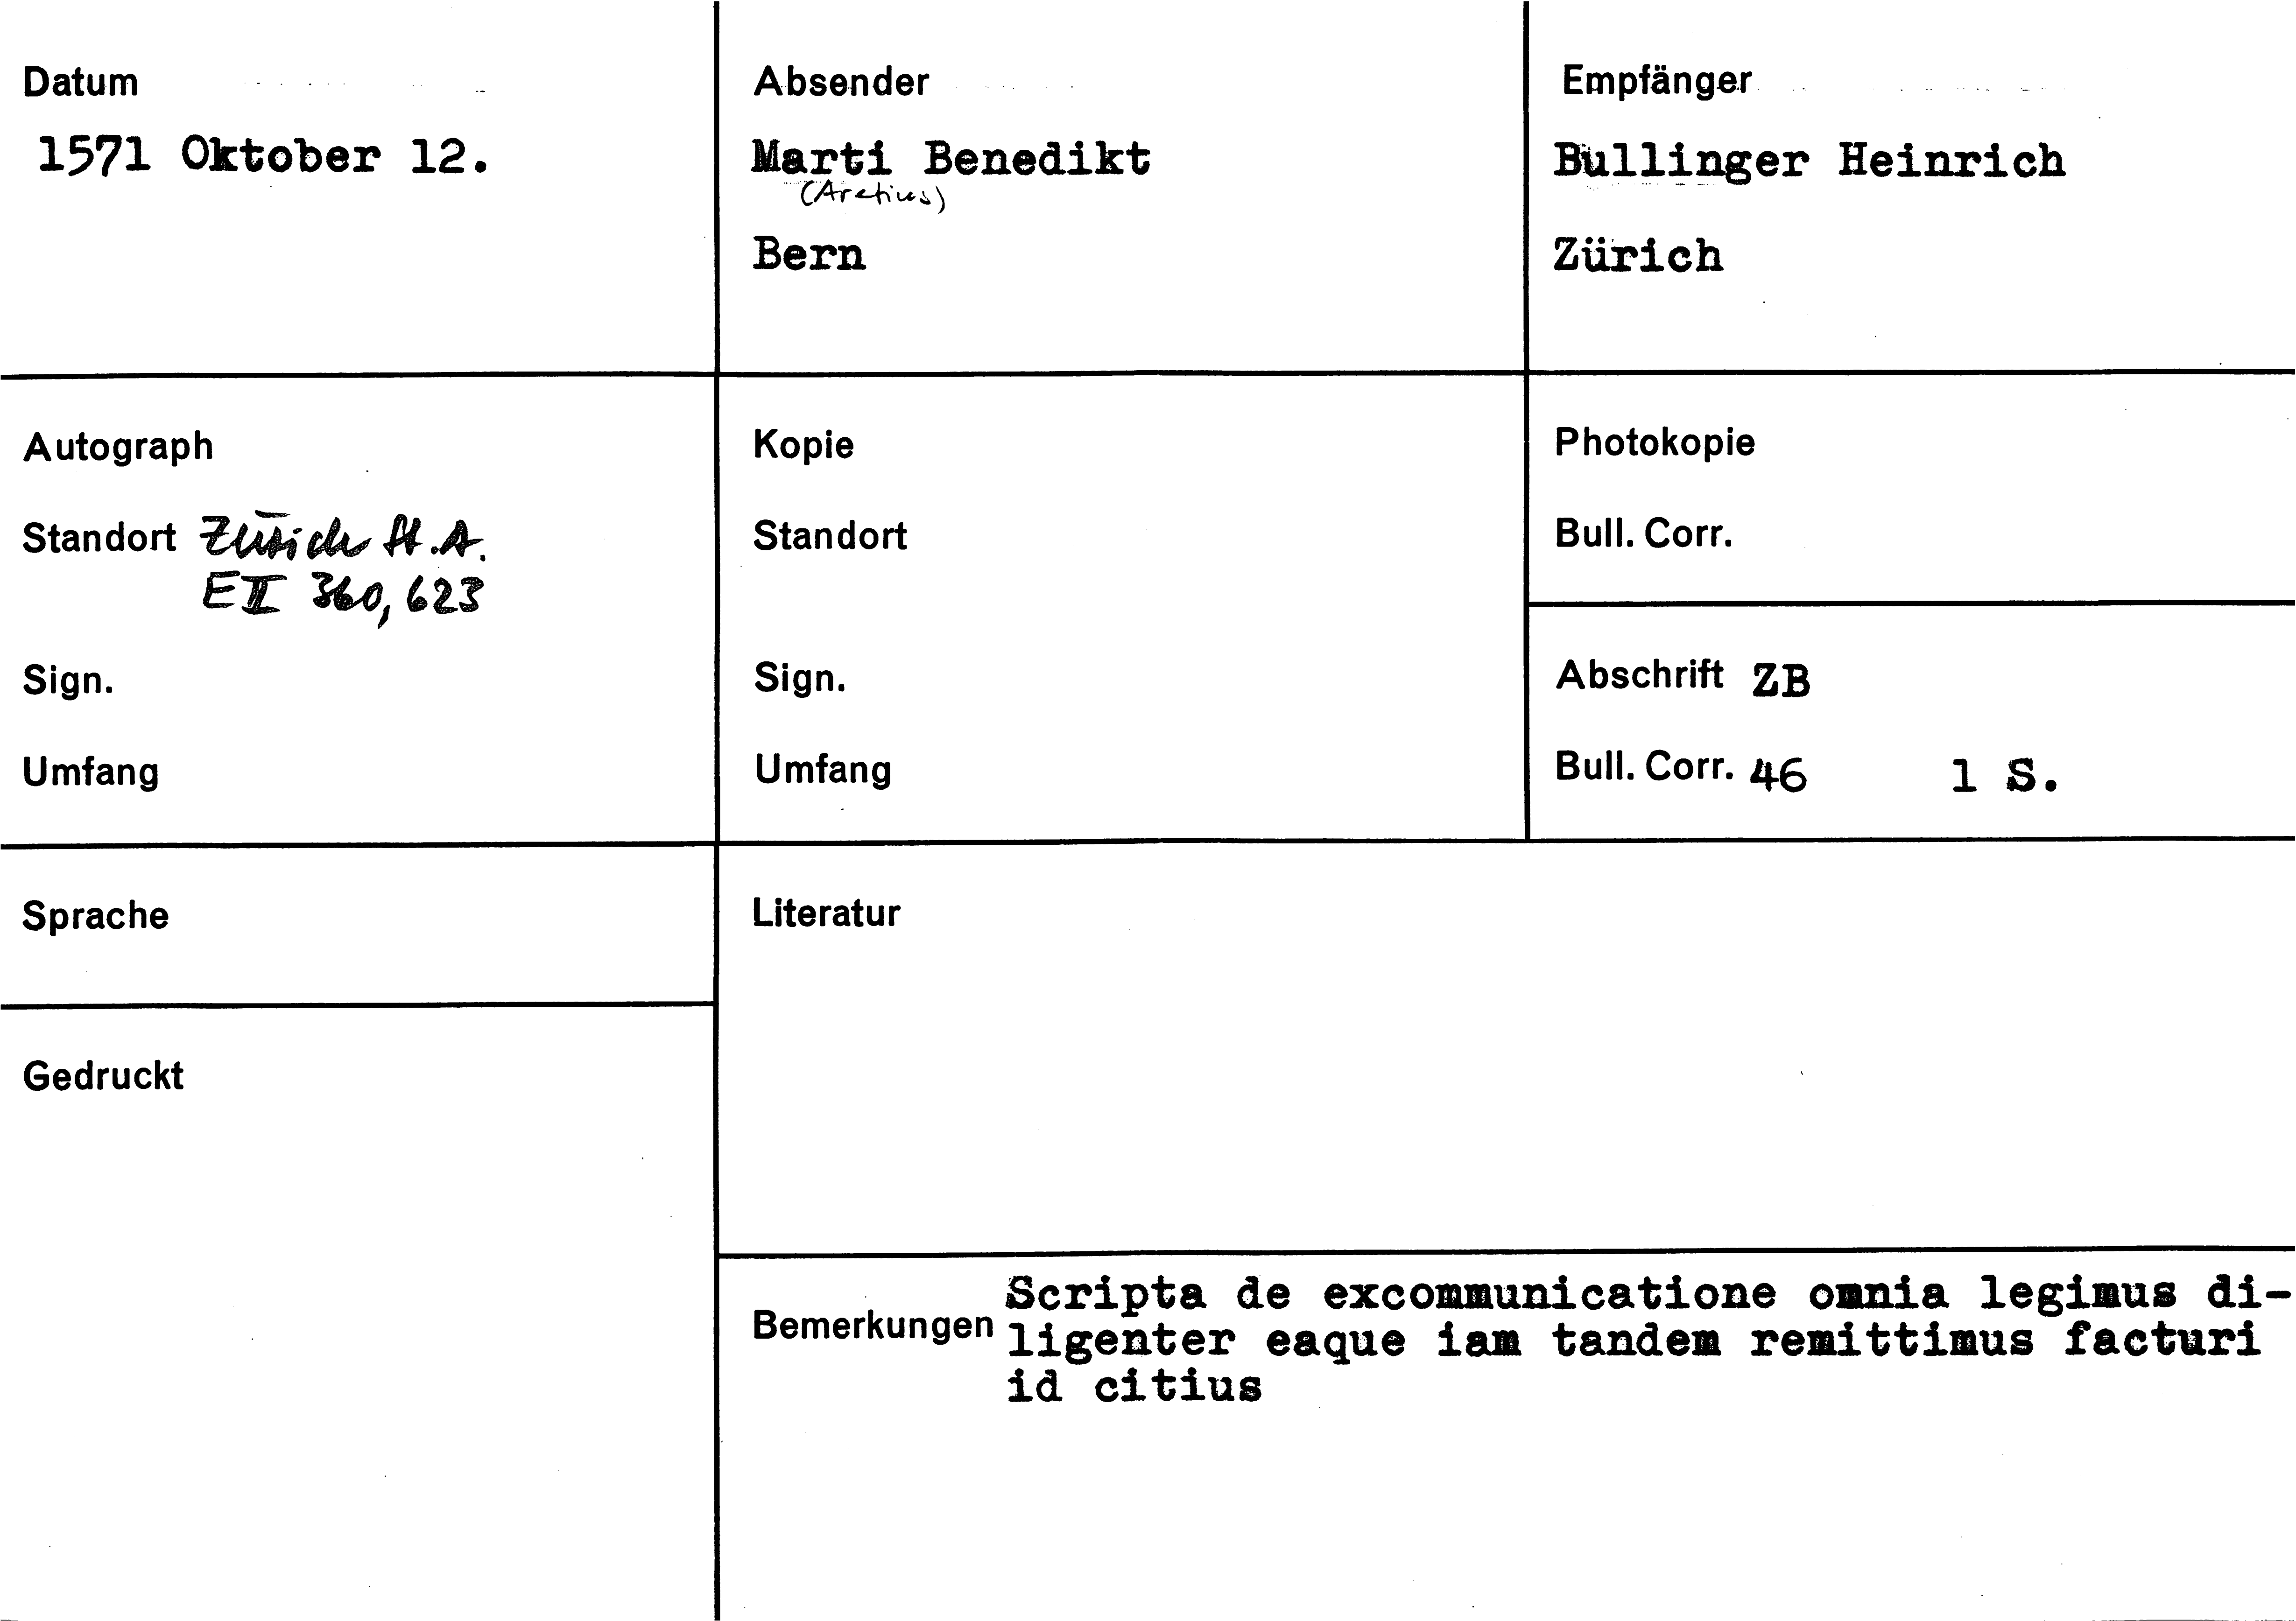 Datum
1571 Oktober 12.
Absender
Marti Benedikt
(Aretius)
Bern
Empfänger
Bullinger Heinrich
Zürich
Autograph
Standort Zürich St.A.
E II 360, 623
Sign.
Umfang
Kopie
Standort
Sign.
Umfang
Photokopie
Bull. Corr.
Abschrift ZB
Bull. Corr. 46 1 S.
Sprache
Gedruckt
Literatur
Bemerkungen
Scripta de excommunicatione omnia legimus di-
ligenter eaque iam tandem remittimus facturi
id citius